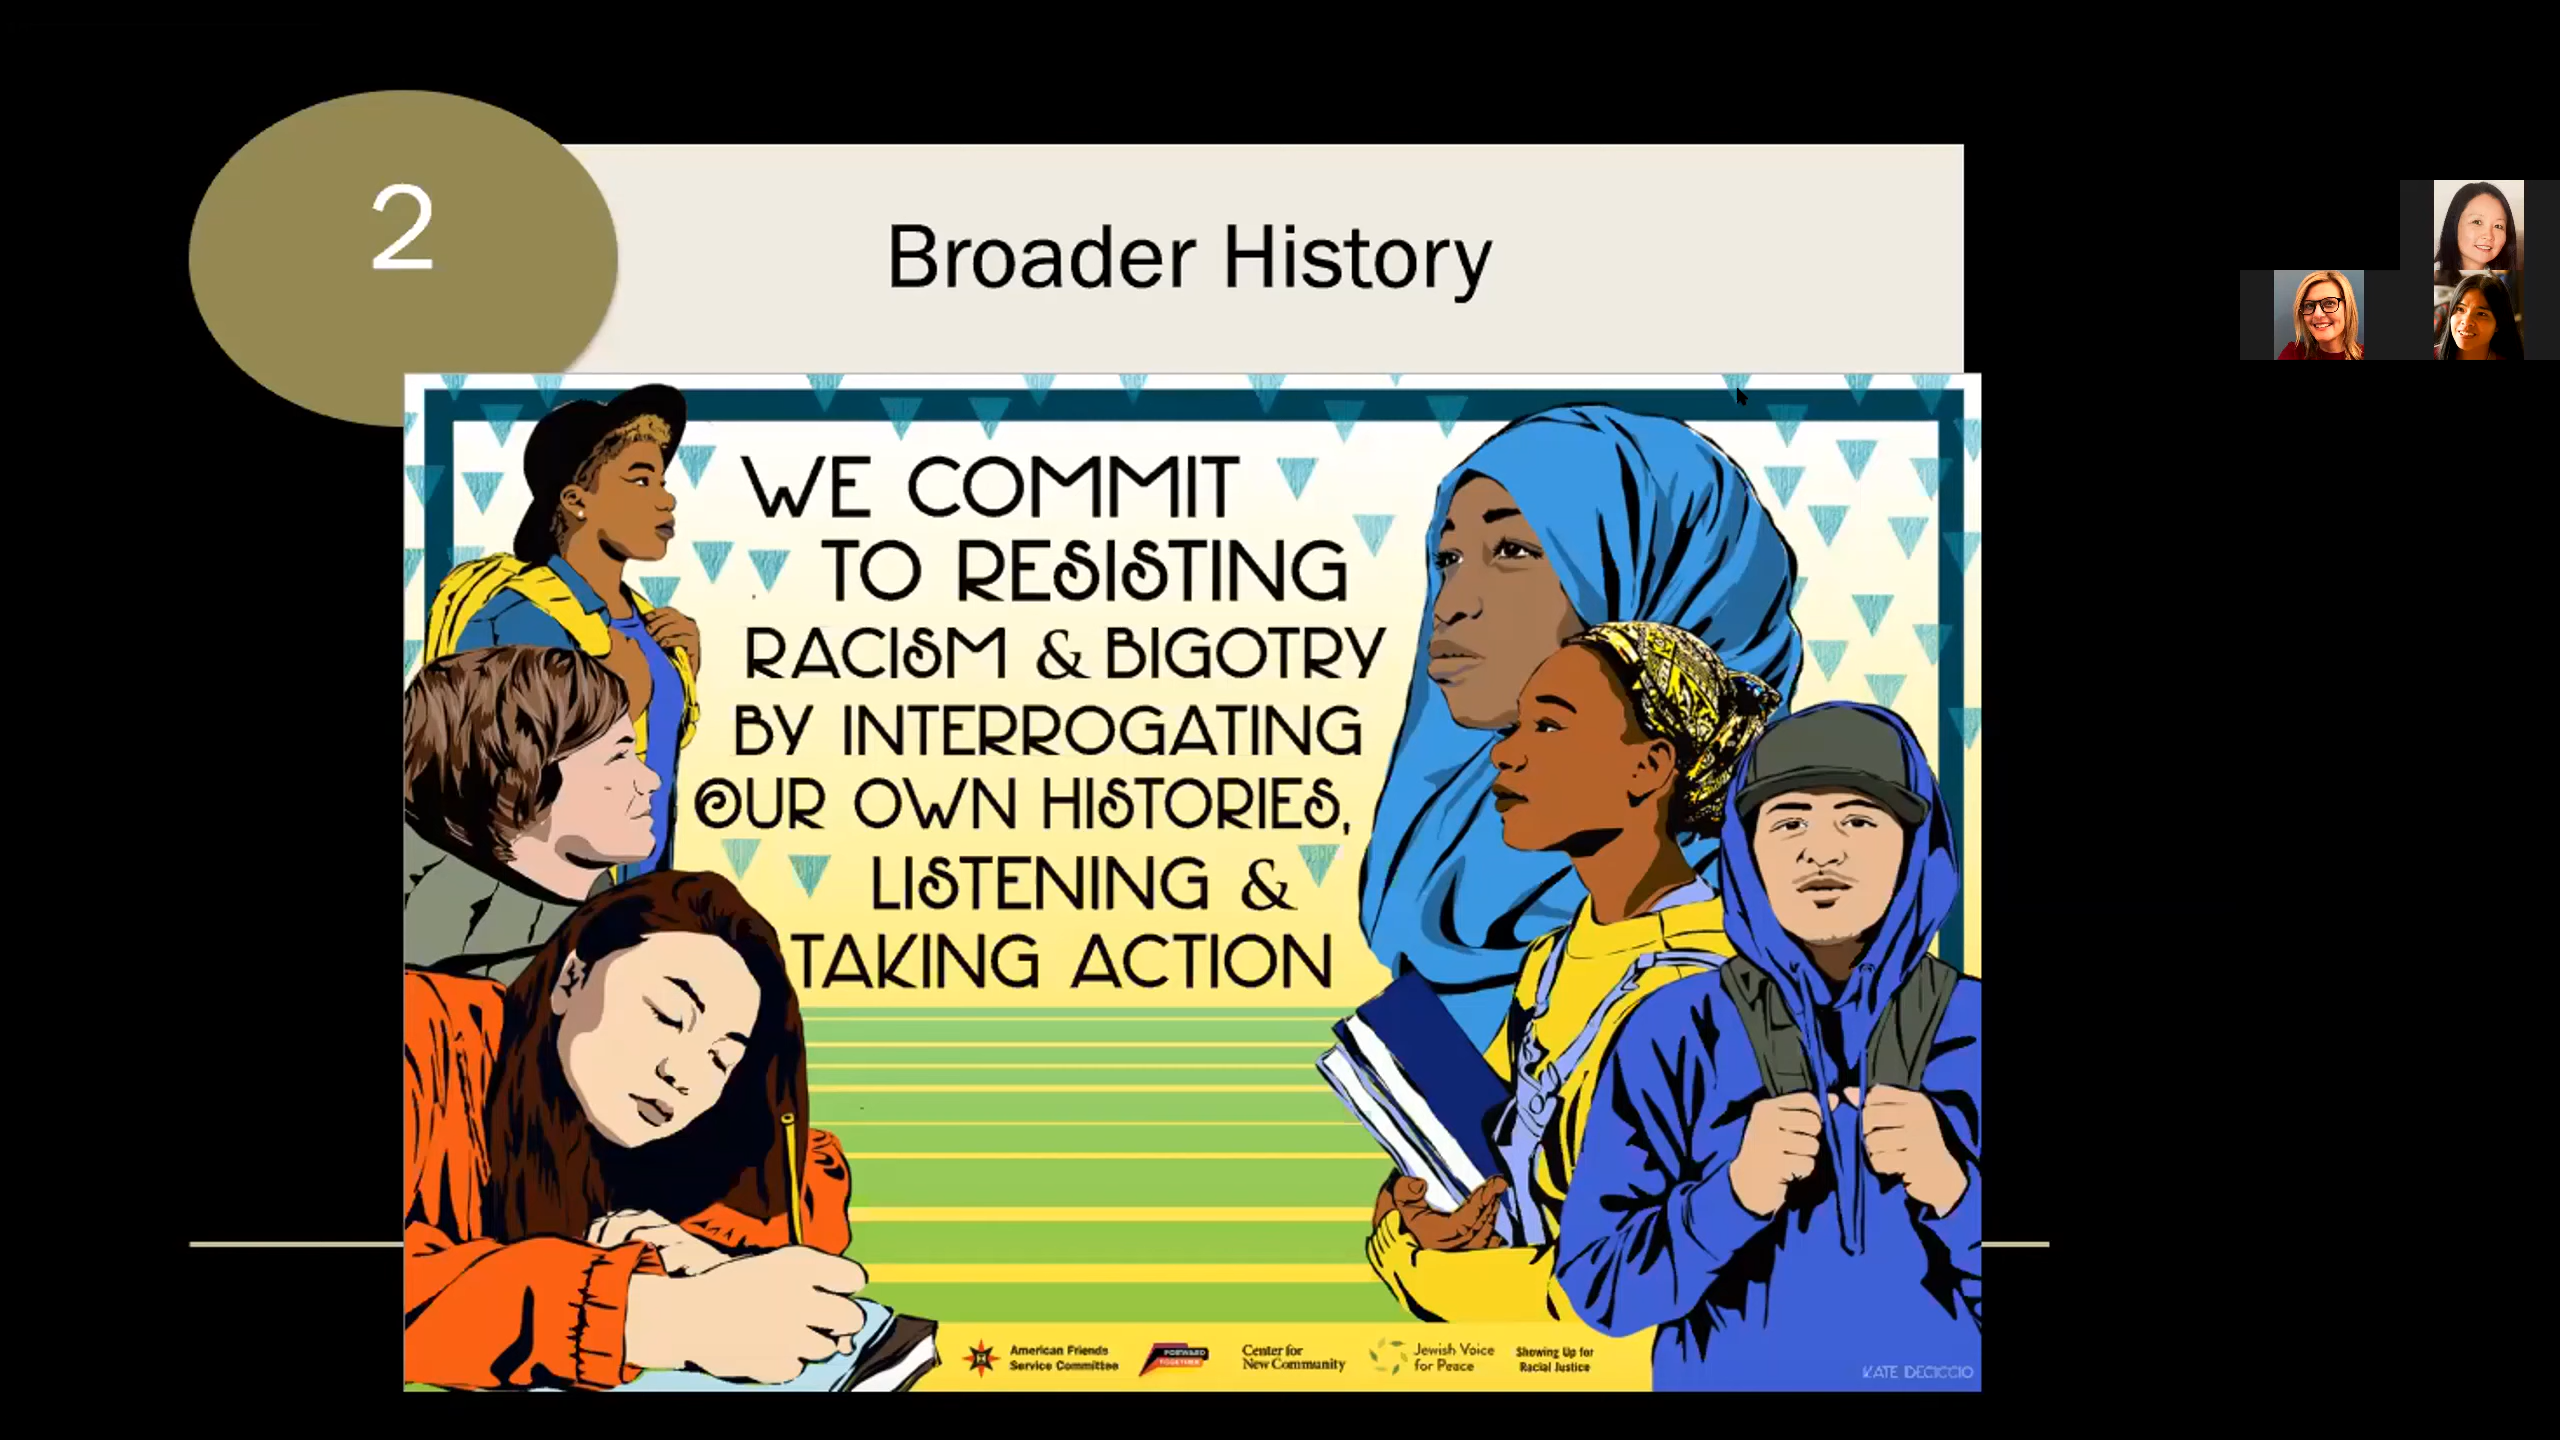 2
Broader History
WE COMMIT
TO RESISTING
RACISM & BIGOTRY
BY INTERROGATING
OUR OWN HISTORIES,
LISTENING &
TAKING ACTION
American Friends
Service Committee
FORWARD
TOGETHER
Center for
New Community
Jewish Voice
for Peace
Showing Up for
Racial Justice
KATE DECICCIO